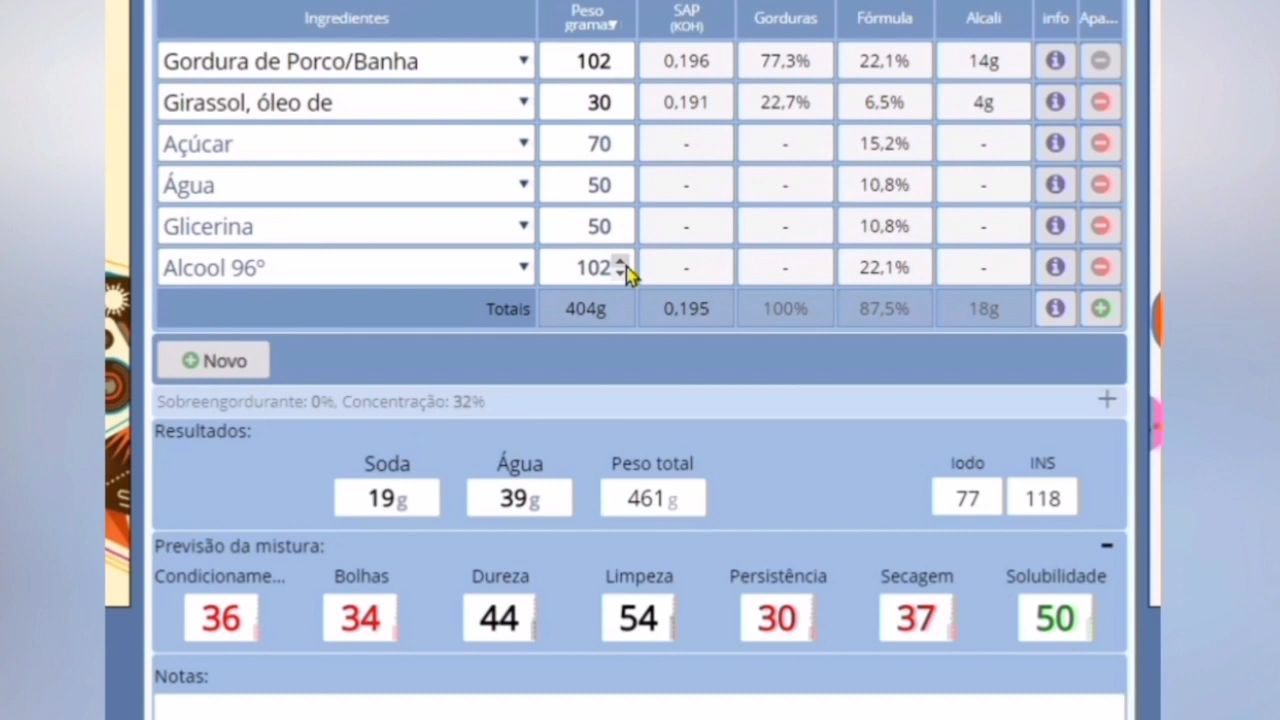 Ingredientes Peso gramas SAP (KOH) Gorduras Fórmula Alcali info Apa...
Gordura de Porco/Banha 102 0,196 77,3% 22,1% 14g
Girassol, óleo de 30 0,191 22,7% 6,5% 4g
Açúcar 70 - - 15,2% -
Água 50 - - 10,8% -
Glicerina 50 - - 10,8% -
Alcool 96º 102 - - 22,1% -
Totais 404g 0,195 100% 87,5% 18g
Novo
Sobreengordurante: 0%, Concentração: 32%
Resultados:
Soda Água Peso total Iodo INS
19g 39g 461g 77 118
Previsão da mistura:
Condicioname... Bolhas Dureza Limpeza Persistência Secagem Solubilidade
36 34 44 54 30 37 50
Notas: